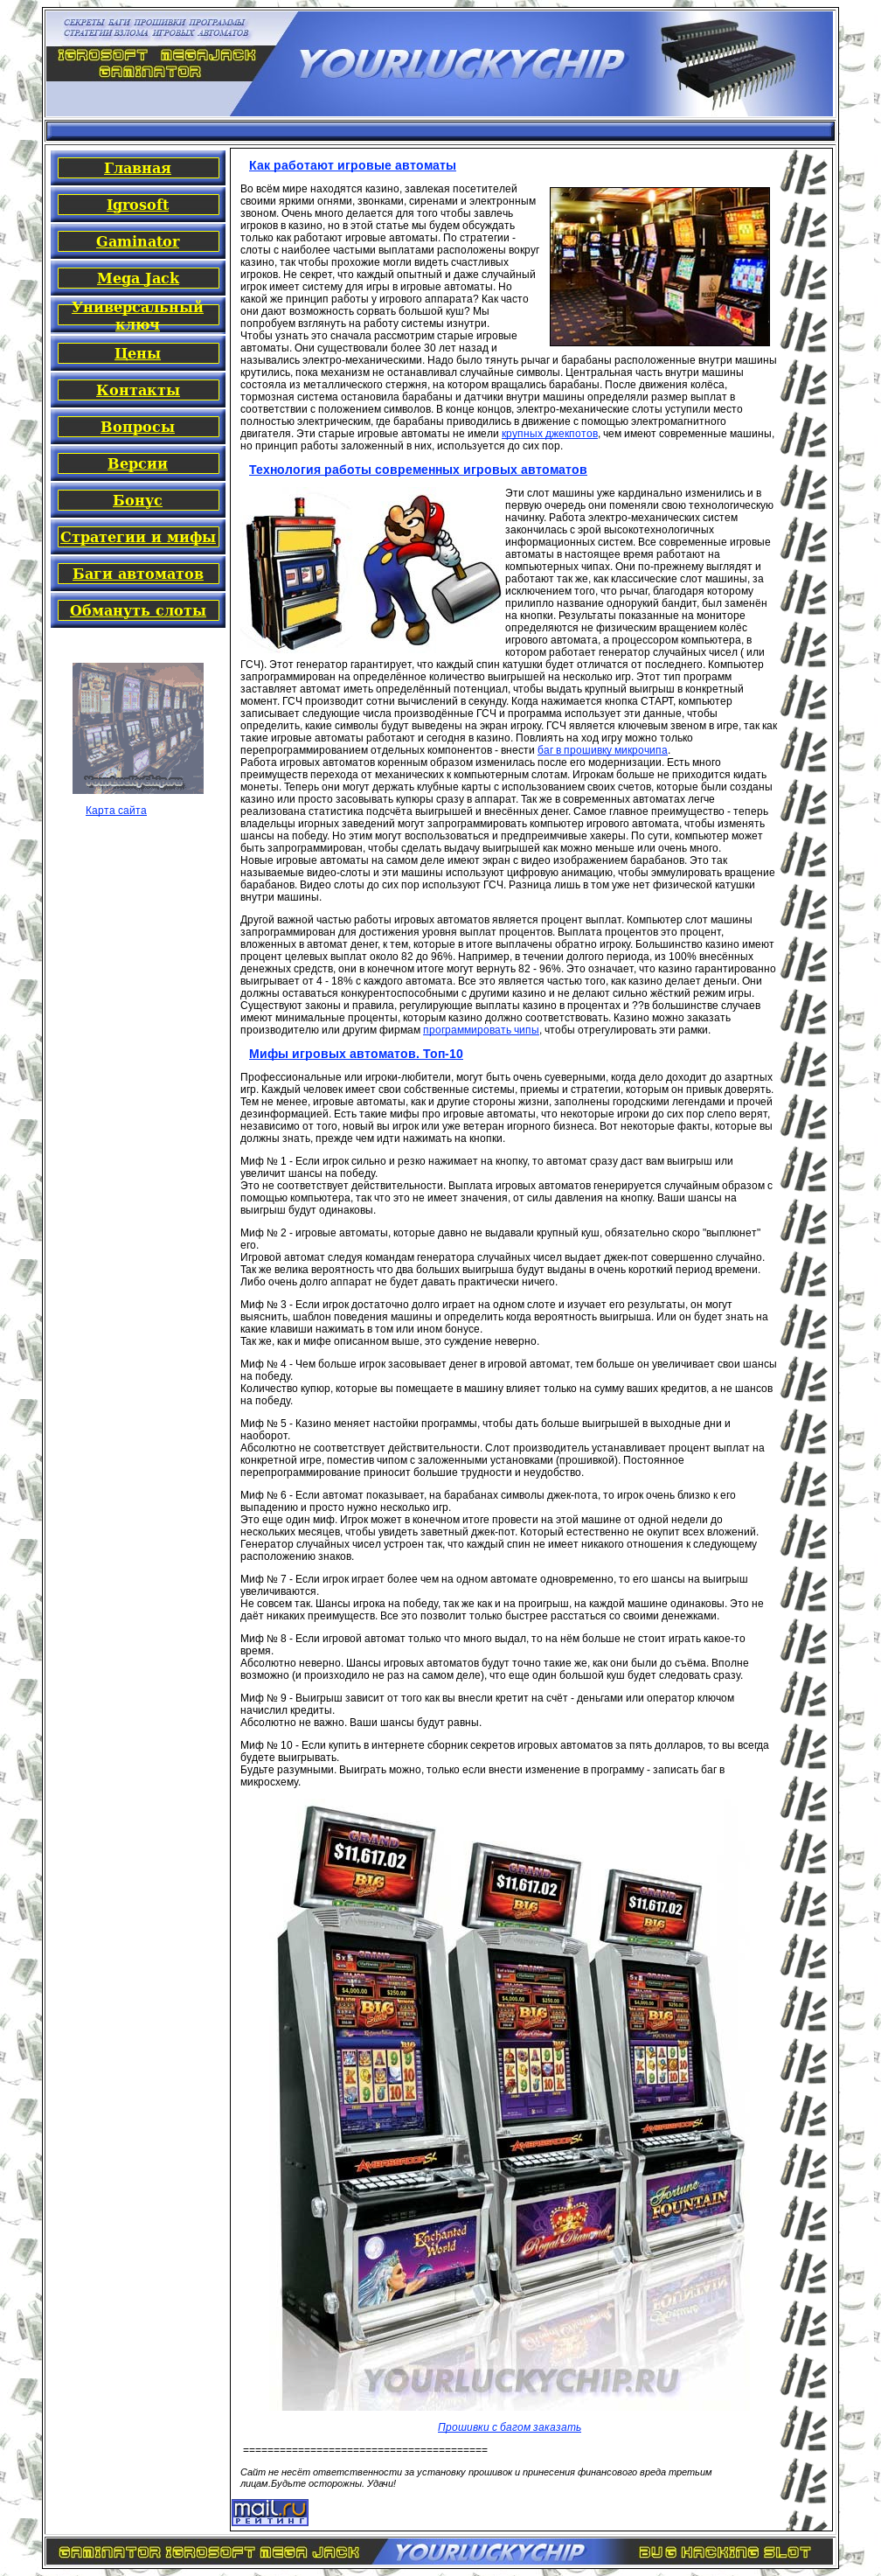 СЕКРЕТЫ БАГИ ПРОШИВКИ ПРОГРАММЫ
СТРАТЕГИИ ВЗЛОМА ИГРОВЫХ АВТОМАТОВ
IGROSOFT MEGAJACK
GAMINATOR
YOURLUCKYCHIP
Главная
Igrosoft
Gaminator
Mega Jack
Универсальный
ключ
Цены
Контакты
Вопросы
Версии
Бонус
Стратегии и мифы
Баги автоматов
Обмануть слоты
YourLuckyChip.ru
Карта сайта
Как работают игровые автоматы
Во всём мире находятся казино, завлекая посетителей
своими яркими огнями, звонками, сиренами и электронным
звоном. Очень много делается для того чтобы завлечь
игроков в казино, но в этой статье мы будем обсуждать
только как работают игровые автоматы. По стратегии -
слоты с наиболее частыми выплатами расположены вокруг
казино, так чтобы прохожие могли видеть счастливых
игроков. Не секрет, что каждый опытный и даже случайный
игрок имеет систему для игры в игровые автоматы. Но
какой же принцип работы у игрового аппарата? Как часто
они дают возможность сорвать большой куш? Мы
попробуем взглянуть на работу системы изнутри.
Чтобы узнать это сначала рассмотрим старые игровые
автоматы. Они существовали более 30 лет назад и
назывались электро-механическими. Надо было тянуть рычаг и барабаны расположенные внутри машины
крутились, пока механизм не останавливал случайные символы. Центральная часть внутри машины
состояла из металлического стержня, на котором вращались барабаны. После движения колёса,
тормозная система остановила барабаны и датчики внутри машины определяли размер выплат в
соответствии с положением символов. В конце концов, электро-механические слоты уступили место
полностью электрическим, где барабаны приводились в движение с помощью электромагнитного
двигателя. Эти старые игровые автоматы не имели крупных джекпотов, чем имеют современные машины,
но принцип работы заложенный в них, используется до сих пор.
Технология работы современных игровых автоматов
Эти слот машины уже кардинально изменились и в
первую очередь они поменяли свою технологическую
начинку. Работа электро-механических систем
закончилась с эрой высокотехнологичных
информационных систем. Все современные игровые
автоматы в настоящее время работают на
компьютерных чипах. Они по-прежнему выглядят и
работают так же, как классические слот машины, за
исключением того, что рычаг, благодаря которому
прилипло название однорукий бандит, был заменён
на кнопки. Результаты показанные на мониторе
определяются не физическим вращением колёс
игрового автомата, а процессором компьютера, в
котором работает генератор случайных чисел ( или
ГСЧ). Этот генератор гарантирует, что каждый спин катушки будет отличатся от последнего. Компьютер
запрограммирован на определённое количество выигрышей на несколько игр. Этот тип программ
заставляет автомат иметь определённый потенциал, чтобы выдать крупный выигрыш в конкретный
момент. ГСЧ производит сотни вычислений в секунду. Когда нажимается кнопка СТАРТ, компьютер
записывает следующие числа произведённые ГСЧ и программа использует эти данные, чтобы
определить, какие символы будут выведены на экран игроку. ГСЧ является ключевым звеном в игре, так как
такие игровые автоматы работают и сегодня в казино. Повлиять на ход игру можно только
перепрограммированием отдельных компонентов - внести баг в прошивку микрочипа.
Работа игровых автоматов коренным образом изменилась после его модернизации. Есть много
преимуществ перехода от механических к компьютерным слотам. Игрокам больше не приходится кидать
монеты. Теперь они могут держать клубные карты с использованием своих счетов, которые были созданы
казино или просто засовывать купюры сразу в аппарат. Так же в современных автоматах легче
реализована статистика подсчёта выигрышей и внесённых денег. Самое главное преимущество - теперь
владельцы игорных заведений могут запрограммировать компьютер игрового автомата, чтобы изменять
шансы на победу. Но этим могут воспользоваться и предприимчивые хакеры. По сути, компьютер может
быть запрограммирован, чтобы сделать выдачу выигрышей как можно меньше или очень много.
Новые игровые автоматы на самом деле имеют экран с видео изображением барабанов. Это так
называемые видео-слоты и эти машины используют цифровую анимацию, чтобы эммулировать вращение
барабанов. Видео слоты до сих пор используют ГСЧ. Разница лишь в том уже нет физической катушки
внутри машины.
Другой важной частью работы игровых автоматов является процент выплат. Компьютер слот машины
запрограммирован для достижения уровня выплат процентов. Выплата процентов это процент,
вложенных в автомат денег, к тем, которые в итоге выплачены обратно игроку. Большинство казино имеют
процент целевых выплат около 82 до 96%. Например, в течении долгого периода, из 100% внесённых
денежных средств, они в конечном итоге могут вернуть 82 - 96%. Это означает, что казино гарантированно
выигрывает от 4 - 18% с каждого автомата. Все это является частью того, как казино делает деньги. Они
должны оставаться конкурентоспособными с другими казино и не делают сильно жёсткий режим игры.
Существуют законы и правила, регулирующие выплаты казино в процентах и ??в большинстве случаев
имеют минимальные проценты, которым казино должно соответствовать. Казино можно заказать
производителю или другим фирмам программировать чипы, чтобы отрегулировать эти рамки.
Мифы игровых автоматов. Топ-10
Профессиональные или игроки-любители, могут быть очень суеверными, когда дело доходит до азартных
игр. Каждый человек имеет свои собственные системы, приемы и стратегии, которым он привык доверять.
Тем не менее, игровые автоматы, как и другие стороны жизни, заполнены городскими легендами и прочей
дезинформацией. Есть такие мифы про игровые автоматы, что некоторые игроки до сих пор слепо верят,
независимо от того, новый вы игрок или уже ветеран игорного бизнеса. Вот некоторые факты, которые вы
должны знать, прежде чем идти нажимать на кнопки.
Миф № 1 - Если игрок сильно и резко нажимает на кнопку, то автомат сразу даст вам выигрыш или
увеличит шансы на победу.
Это не соответствует действительности. Выплата игровых автоматов генерируется случайным образом с
помощью компьютера, так что это не имеет значения, от силы давления на кнопку. Ваши шансы на
выигрыш будут одинаковы.
Миф № 2 - игровые автоматы, которые давно не выдавали крупный куш, обязательно скоро "выплюнет"
его.
Игровой автомат следуя командам генератора случайных чисел выдает джек-пот совершенно случайно.
Так же велика вероятность что два больших выигрыша будут выданы в очень короткий период времени.
Либо очень долго аппарат не будет давать практически ничего.
Миф № 3 - Если игрок достаточно долго играет на одном слоте и изучает его результаты, он могут
выяснить, шаблон поведения машины и определить когда вероятность выигрыша. Или он будет знать на
какие клавиши нажимать в том или ином бонусе.
Так же, как и мифе описанном выше, это суждение неверно.
Миф № 4 - Чем больше игрок засовывает денег в игровой автомат, тем больше он увеличивает свои шансы
на победу.
Количество купюр, которые вы помещаете в машину влияет только на сумму ваших кредитов, а не шансов
на победу.
Миф № 5 - Казино меняет настойки программы, чтобы дать больше выигрышей в выходные дни и
наоборот.
Абсолютно не соответствует действительности. Слот производитель устанавливает процент выплат на
конкретной игре, поместив чипом с заложенными установками (прошивкой). Постоянное
перепрограммирование приносит большие трудности и неудобство.
Миф № 6 - Если автомат показывает, на барабанах символы джек-пота, то игрок очень близко к его
выпадению и просто нужно несколько игр.
Это еще один миф. Игрок может в конечном итоге провести на этой машине от одной недели до
нескольких месяцев, чтобы увидеть заветный джек-пот. Который естественно не окупит всех вложений.
Генератор случайных чисел устроен так, что каждый спин не имеет никакого отношения к следующему
расположению знаков.
Миф № 7 - Если игрок играет более чем на одном автомате одновременно, то его шансы на выигрыш
увеличиваются.
Не совсем так. Шансы игрока на победу, так же как и на проигрыш, на каждой машине одинаковы. Это не
даёт никаких преимуществ. Все это позволит только быстрее расстаться со своими денежками.
Миф № 8 - Если игровой автомат только что много выдал, то на нём больше не стоит играть какое-то
время.
Абсолютно неверно. Шансы игровых автоматов будут точно такие же, как они были до съёма. Вполне
возможно (и происходило не раз на самом деле), что еще один большой куш будет следовать сразу.
Миф № 9 - Выигрыш зависит от того как вы внесли кретит на счёт - деньгами или оператор ключом
начислил кредиты.
Абсолютно не важно. Ваши шансы будут равны.
Миф № 10 - Если купить в интернете сборник секретов игровых автоматов за пять долларов, то вы всегда
будете выигрывать.
Будьте разумными. Выиграть можно, только если внести изменение в программу - записать баг в
микросхему.
GRAND
$11,617.02
BIG
GRAND
$11,617.02
BIG
GRAND
$11,617.02
BIG
AMBASSADOR SL
AMBASSADOR SL
AMBASSADOR SL
Enchanted
World
Royal Diamonds
Fortune
FOUNTAIN
YOURLUCKYCHIP.RU
Прошивки с багом заказать
========================================
Сайт не несёт ответственности за установку прошивок и принесения финансового вреда третьим
лицам.Будьте осторожны. Удачи!
mail.ru
РЕЙТИНГ
GAMINATOR IGROSOFT MEGA JACK
YOURLUCKYCHIP
BUG HACKING SLOT